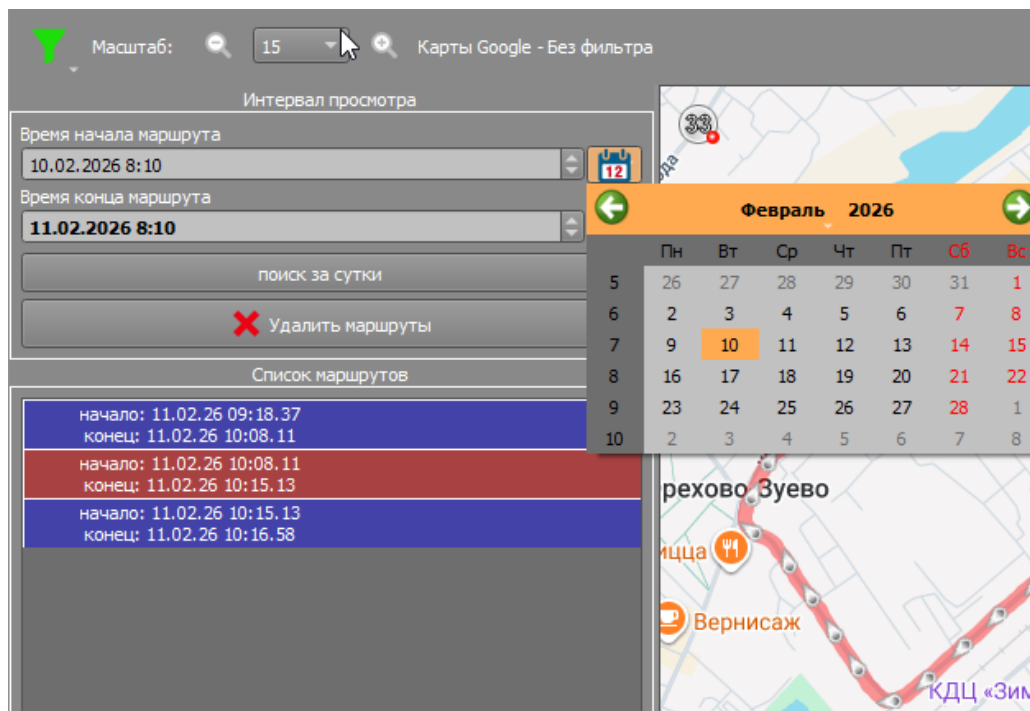 Масштаб: 15 Карты Google - Без фильтра
Интервал просмотра
Время начала маршрута
10.02.2026 8:10
12
Время конца маршрута
11.02.2026 8:10
поиск за сутки
Удалить маршруты
Список маршрутов
начало: 11.02.26 09:18.37
конец: 11.02.26 10:08.11
начало: 11.02.26 10:08.11
конец: 11.02.26 10:15.13
начало: 11.02.26 10:15.13
конец: 11.02.26 10:16.58
33
да
Февраль 2026
Пн Вт Ср Чт Пт Сб Вс
5 26 27 28 29 30 31 1
6 2 3 4 5 6 7 8
7 9 10 11 12 13 14 15
8 16 17 18 19 20 21 22
9 23 24 25 26 27 28 1
10 2 3 4 5 6 7 8
рехово Зуево
ицца
Вернисаж
КДЦ «Зим